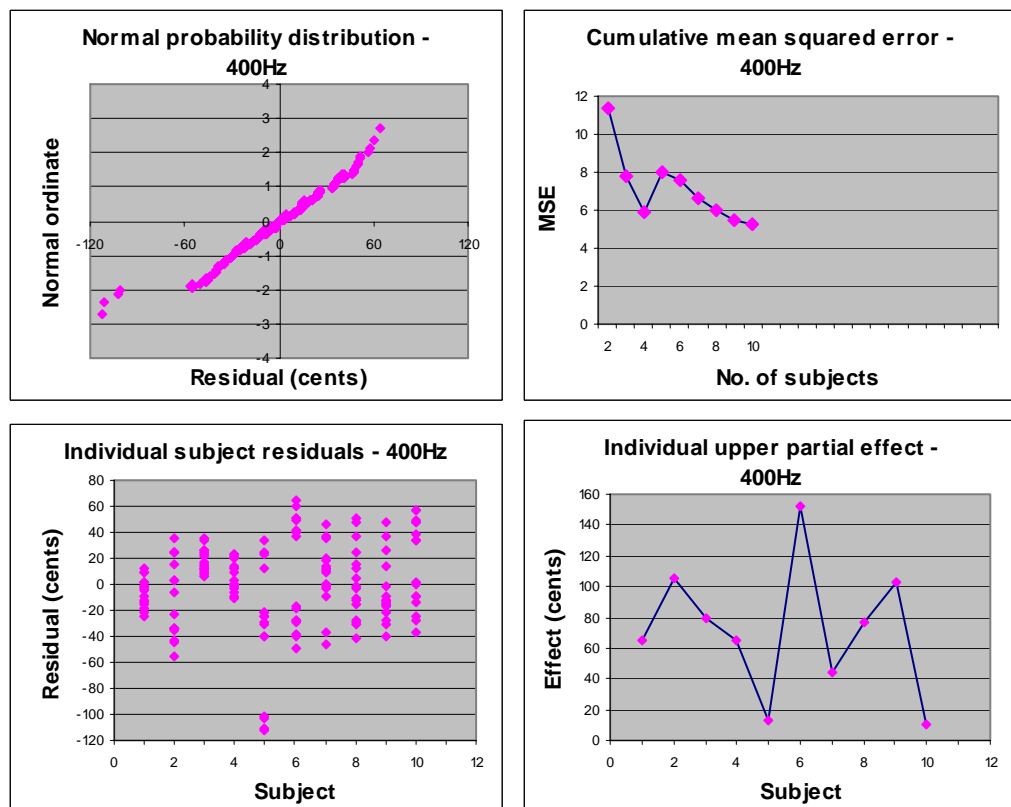 Normal probability distribution -
400Hz
4
3
2
1
0
-1
-2
-3
-4
-120
-60
0
60
120
Normal ordinate
Residual (cents)
Cumulative mean squared error -
400Hz
12
10
8
6
4
2
0
2 4 6 8 10
MSE
No. of subjects
Individual subject residuals - 400Hz
80
60
40
20
0
-20
-40
-60
-80
-100
-120
0 2 4 6 8 10 12
Residual (cents)
Subject
Individual upper partial effect -
400Hz
160
140
120
100
80
60
40
20
0
0 2 4 6 8 10 12
Effect (cents)
Subject